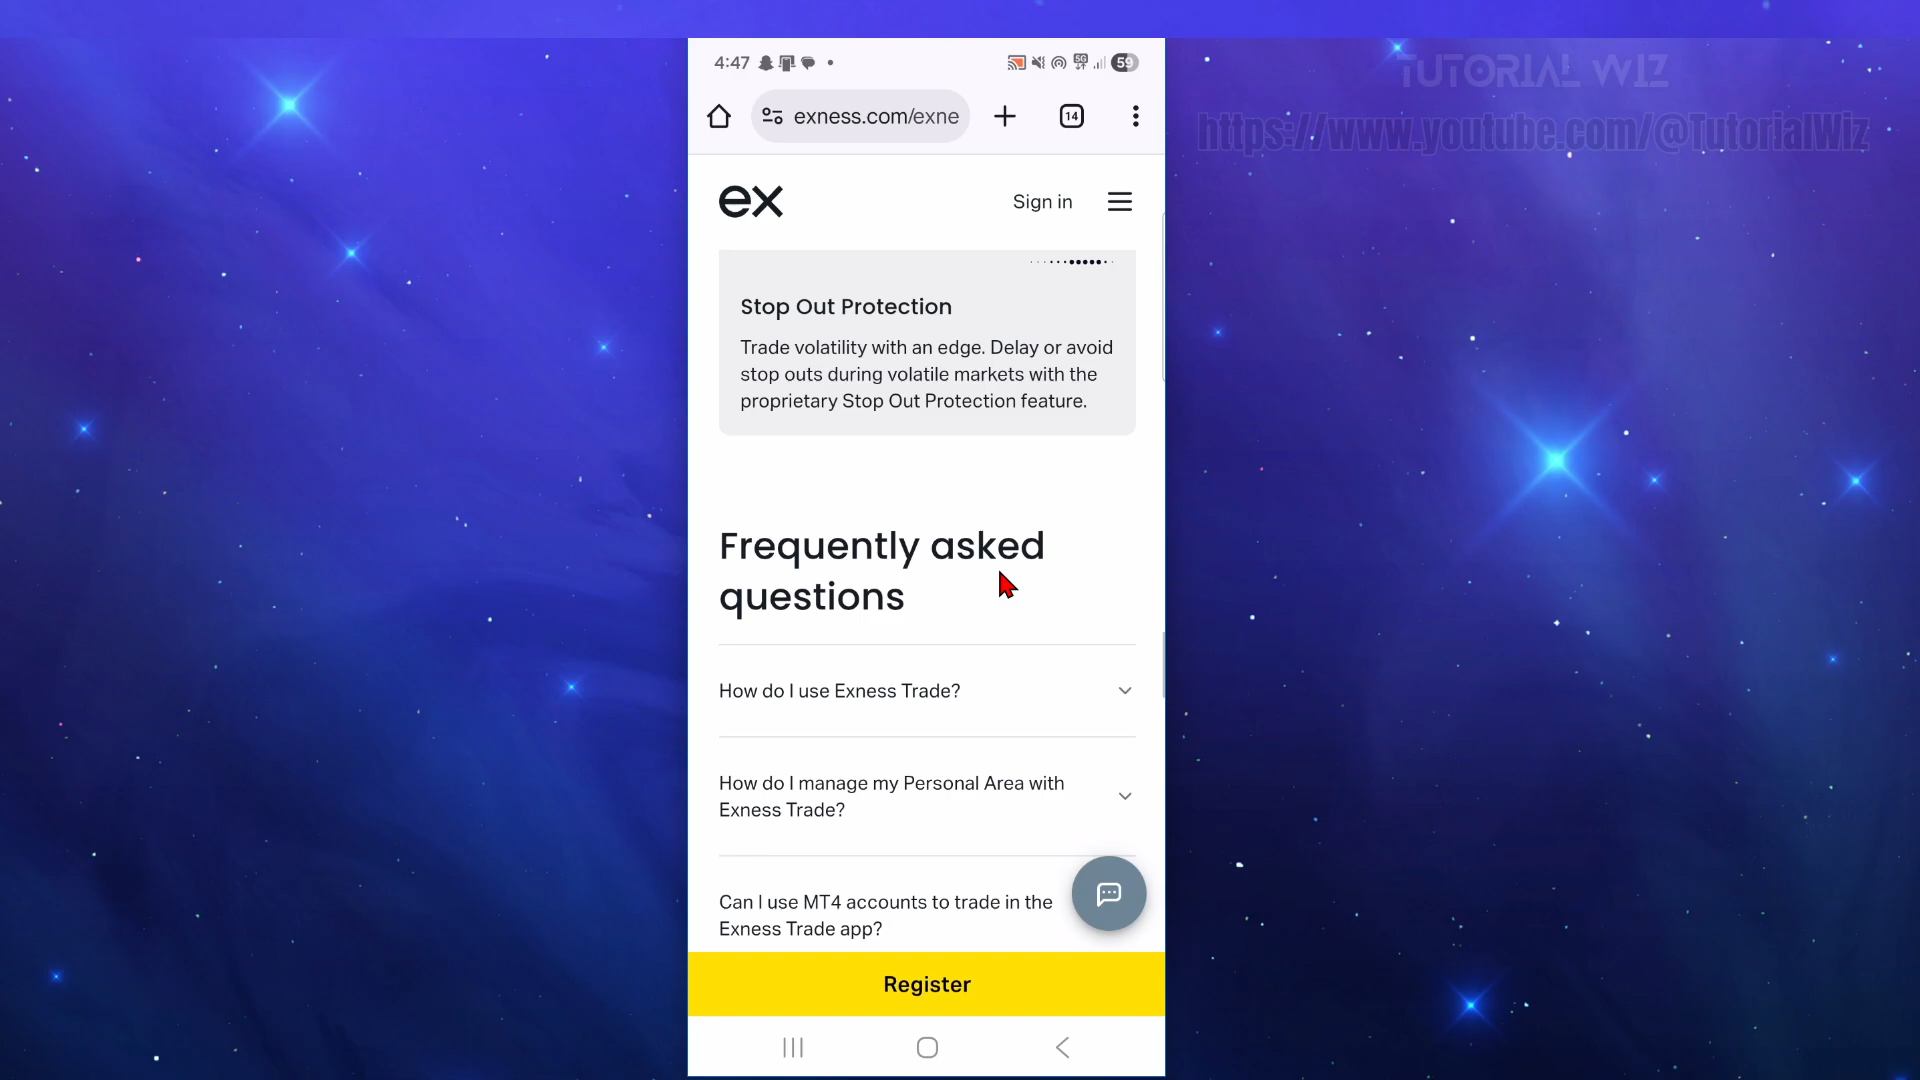 TUTORIAL WIZ
https://www.youtube.com/@TutorialWiz
4:47
5G
59
exness.com/exne
14
ex
Sign in
Stop Out Protection
Trade volatility with an edge. Delay or avoid
stop outs during volatile markets with the
proprietary Stop Out Protection feature.
Frequently asked
questions
How do I use Exness Trade?
How do I manage my Personal Area with
Exness Trade?
Can I use MT4 accounts to trade in the
Exness Trade app?
Register